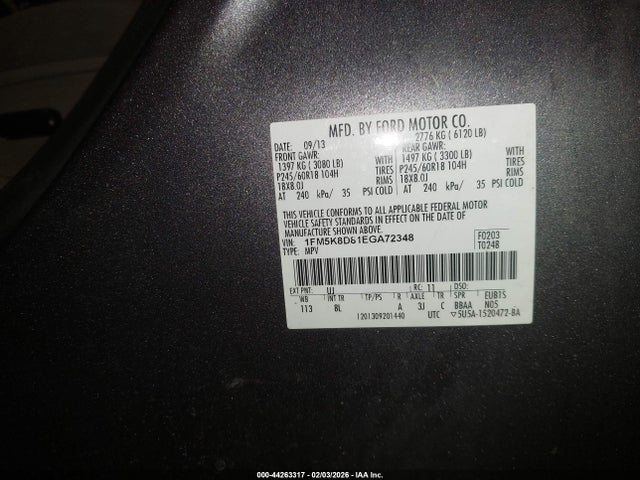 MFD. BY FORD MOTOR CO.
DATE: 09/13 2776 KG ( 6120 LB)
FRONT GAWR: REAR GAWR:
1397 KG ( 3080 LB) WITH 1497 KG ( 3300 LB) WITH
P245/60R18 104H TIRES P245/60R18 104H TIRES
18X8.0J RIMS 18X8.0J RIMS
AT 240 kPa/ 35 PSI COLD AT 240 kPa/ 35 PSI COLD
THIS VEHICLE CONFORMS TO ALL APPLICABLE FEDERAL MOTOR
VEHICLE SAFETY STANDARDS IN EFFECT ON THE DATE OF
MANUFACTURE SHOWN ABOVE.
VIN: 1FM5K8D81EGA72348 F0203
TYPE: MPV T0248
EXT PNT: UJ RC: 11 DSO:
WB INT TR TP/PS R AXLE TR SPR EUB1S
113 8L A 3J C BBAA N05
1201309201440 UTC ▽5U5A-1520472-BA
000-44263317 - 02/03/2026 - IAA Inc.